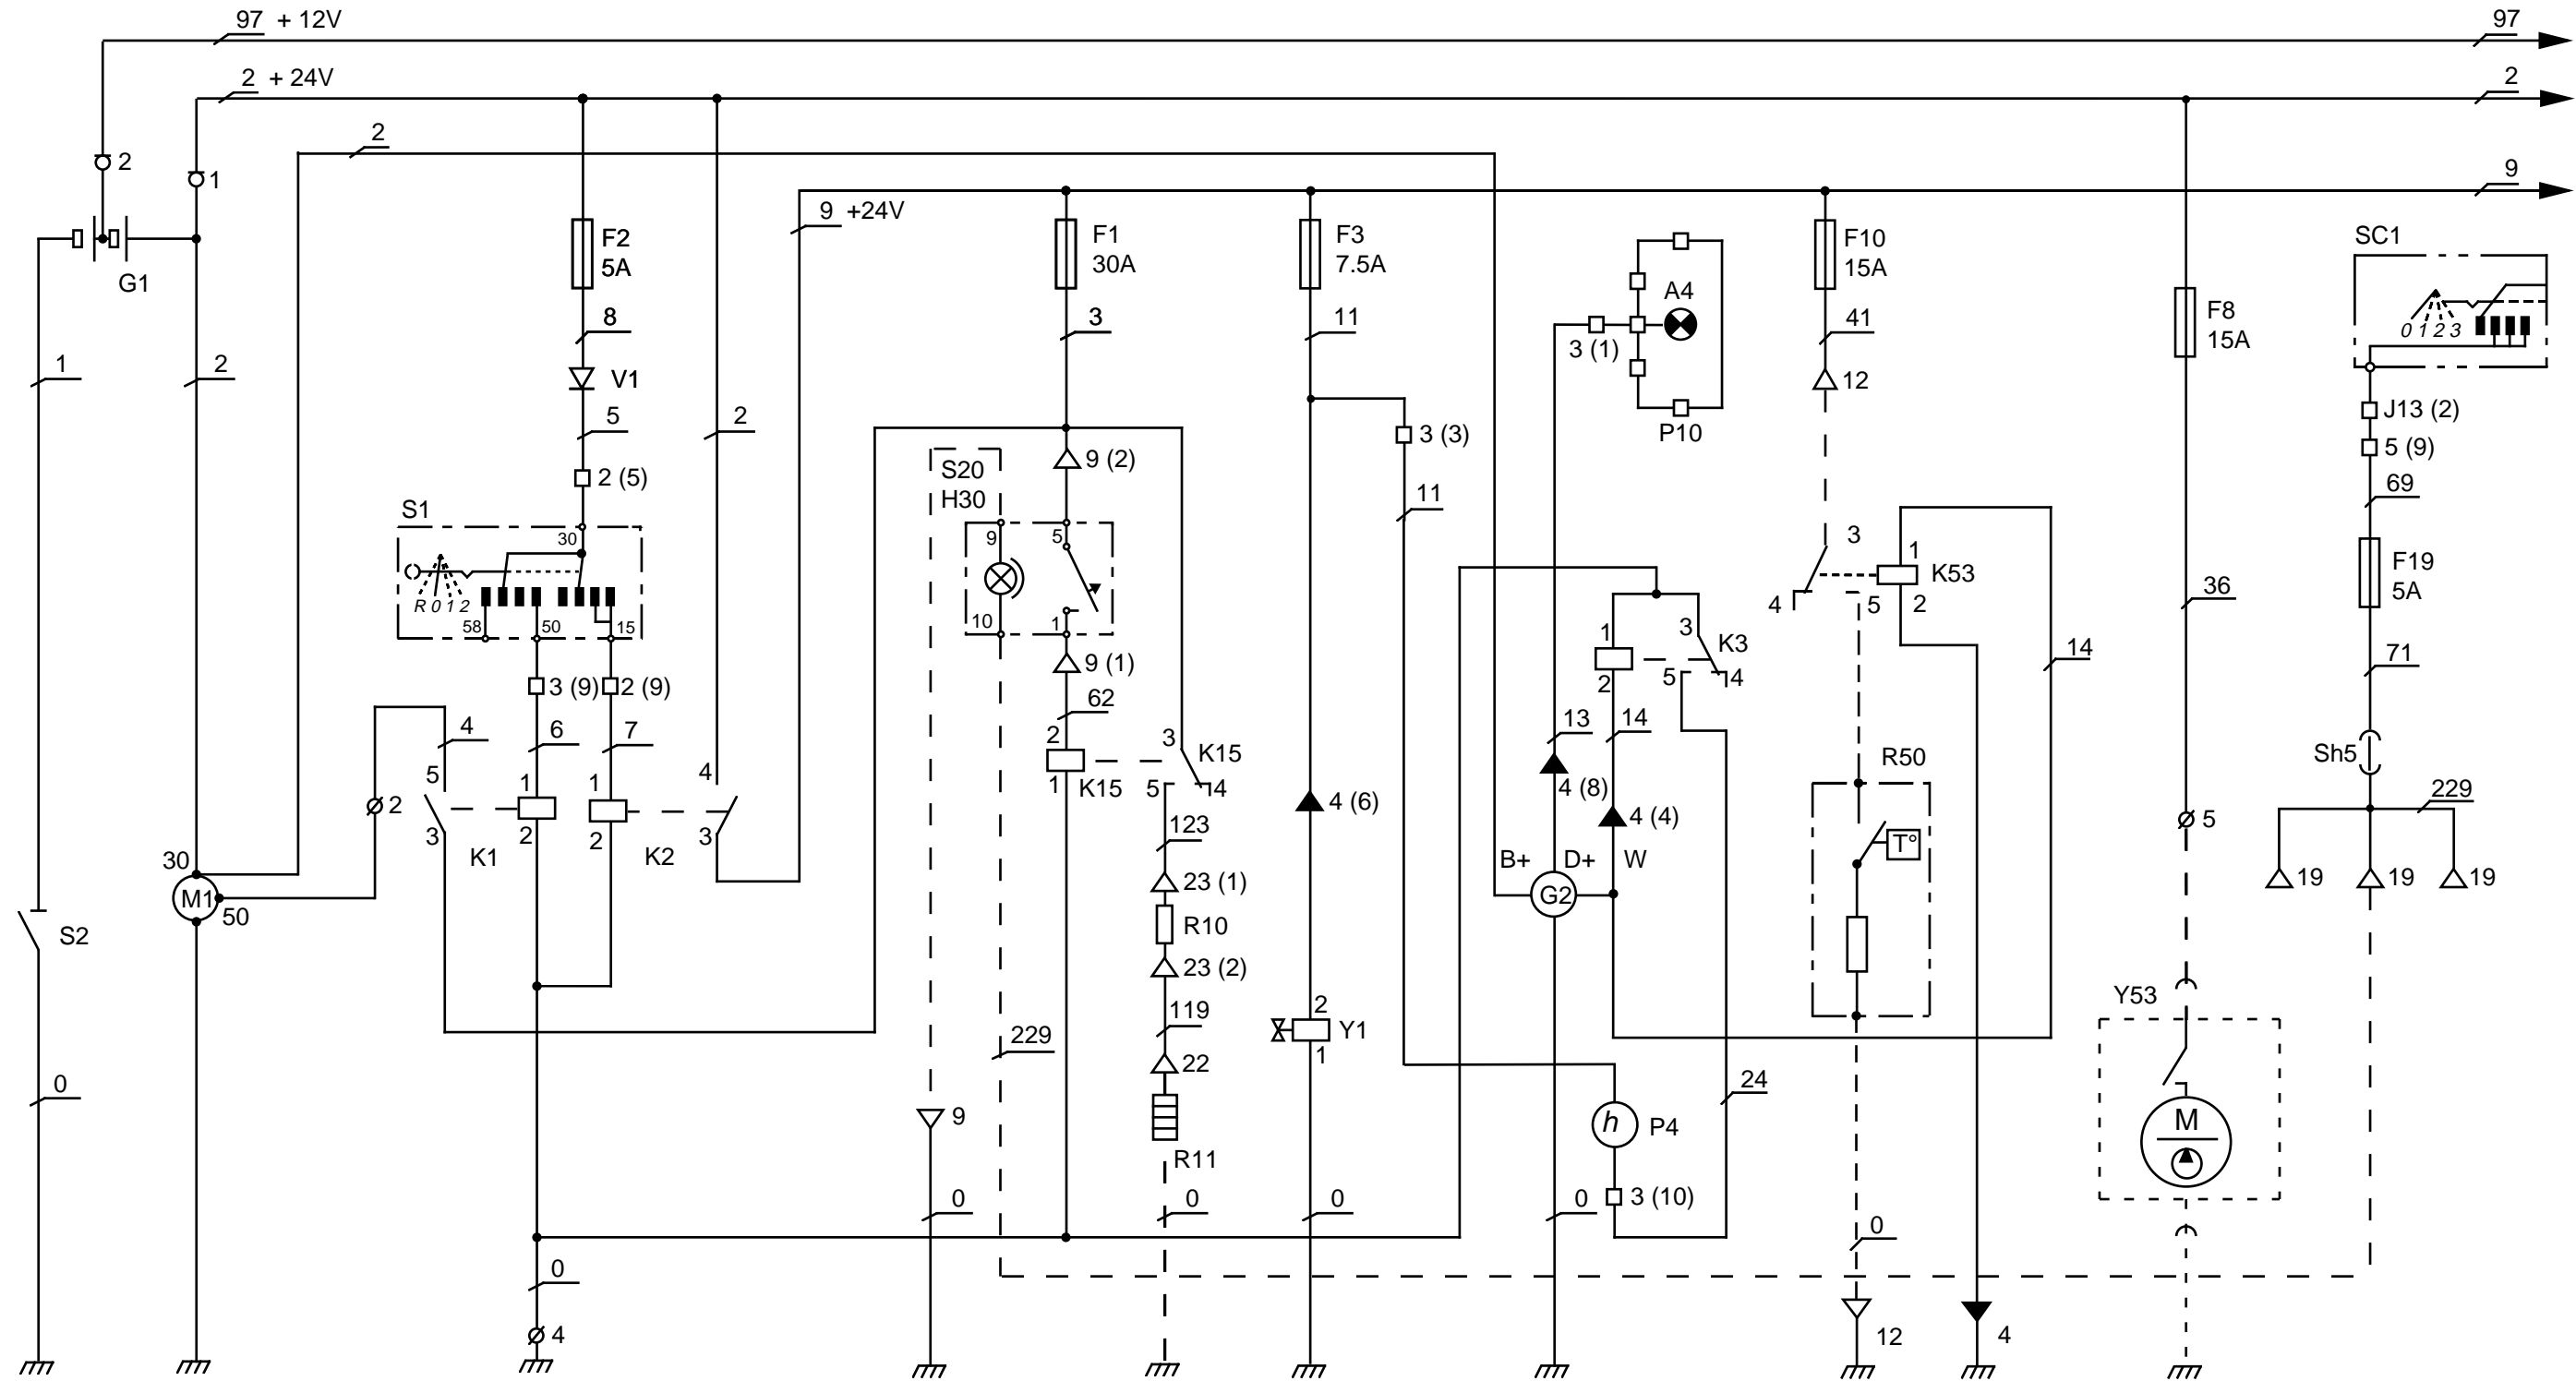 97 + 12V
97
2 + 24V
2
2
9
9 +24V
2
1
G1
F2
5A
F1
30A
F3
7.5A
A4
3 (1)
P10
F10
15A
F8
15A
SC1
0 1 2 3
8
3
11
41
1
2
V1
12
5
2
3 (3)
J13 (2)
9 (2)
5 (9)
2 (5)
S20
H30
11
69
S1
30
9
5
3
1
K53
F19
5A
R 0 1 2
58
50
15
10
1
4
5
2
36
1
3
K3
14
3 (9)
2 (9)
9 (1)
2
5
4
71
62
4
6
7
2
3
K15
13
14
R50
Sh5
5
1
1
4
1
K15
5
4
4 (8)
229
2
3
2
2
3
K1
K2
123
4 (6)
4 (4)
T°
5
30
M1
50
B+
D+
W
G2
23 (1)
19
19
19
S2
R10
23 (2)
Y53
229
119
2
Y1
1
0
22
24
9
h
P4
M
R11
0
0
0
0
3 (10)
0
0
4
12
4